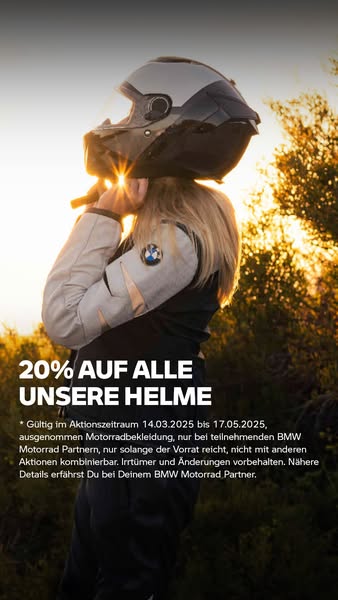 20% AUF ALLE
UNSERE HELME
* Gültig im Aktionszeitraum 14.03.2025 bis 17.05.2025,
ausgenommen Motorradbekleidung, nur bei teilnehmenden BMW
Motorrad Partnern, nur solange der Vorrat reicht, nicht mit anderen
Aktionen kombinierbar. Irrtümer und Änderungen vorbehalten. Nähere
Details erfährst Du bei Deinem BMW Motorrad Partner.